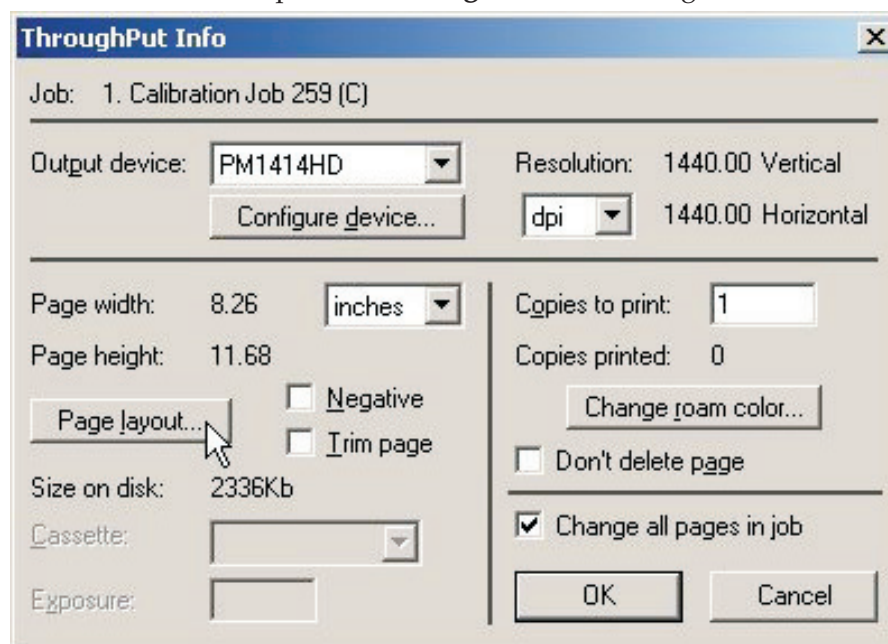 ThroughPut Info
Job: 1. Calibration Job 259 (C)
Output device: PM1414HD
Configure device...
Resolution: 1440.00 Vertical
dpi 1440.00 Horizontal
Page width: 8.26 inches
Page height: 11.68
Page layout...
Negative
Trim page
Size on disk: 2336Kb
Cassette:
Exposure:
Copies to print: 1
Copies printed: 0
Change roam color...
Don't delete page
Change all pages in job
OK Cancel